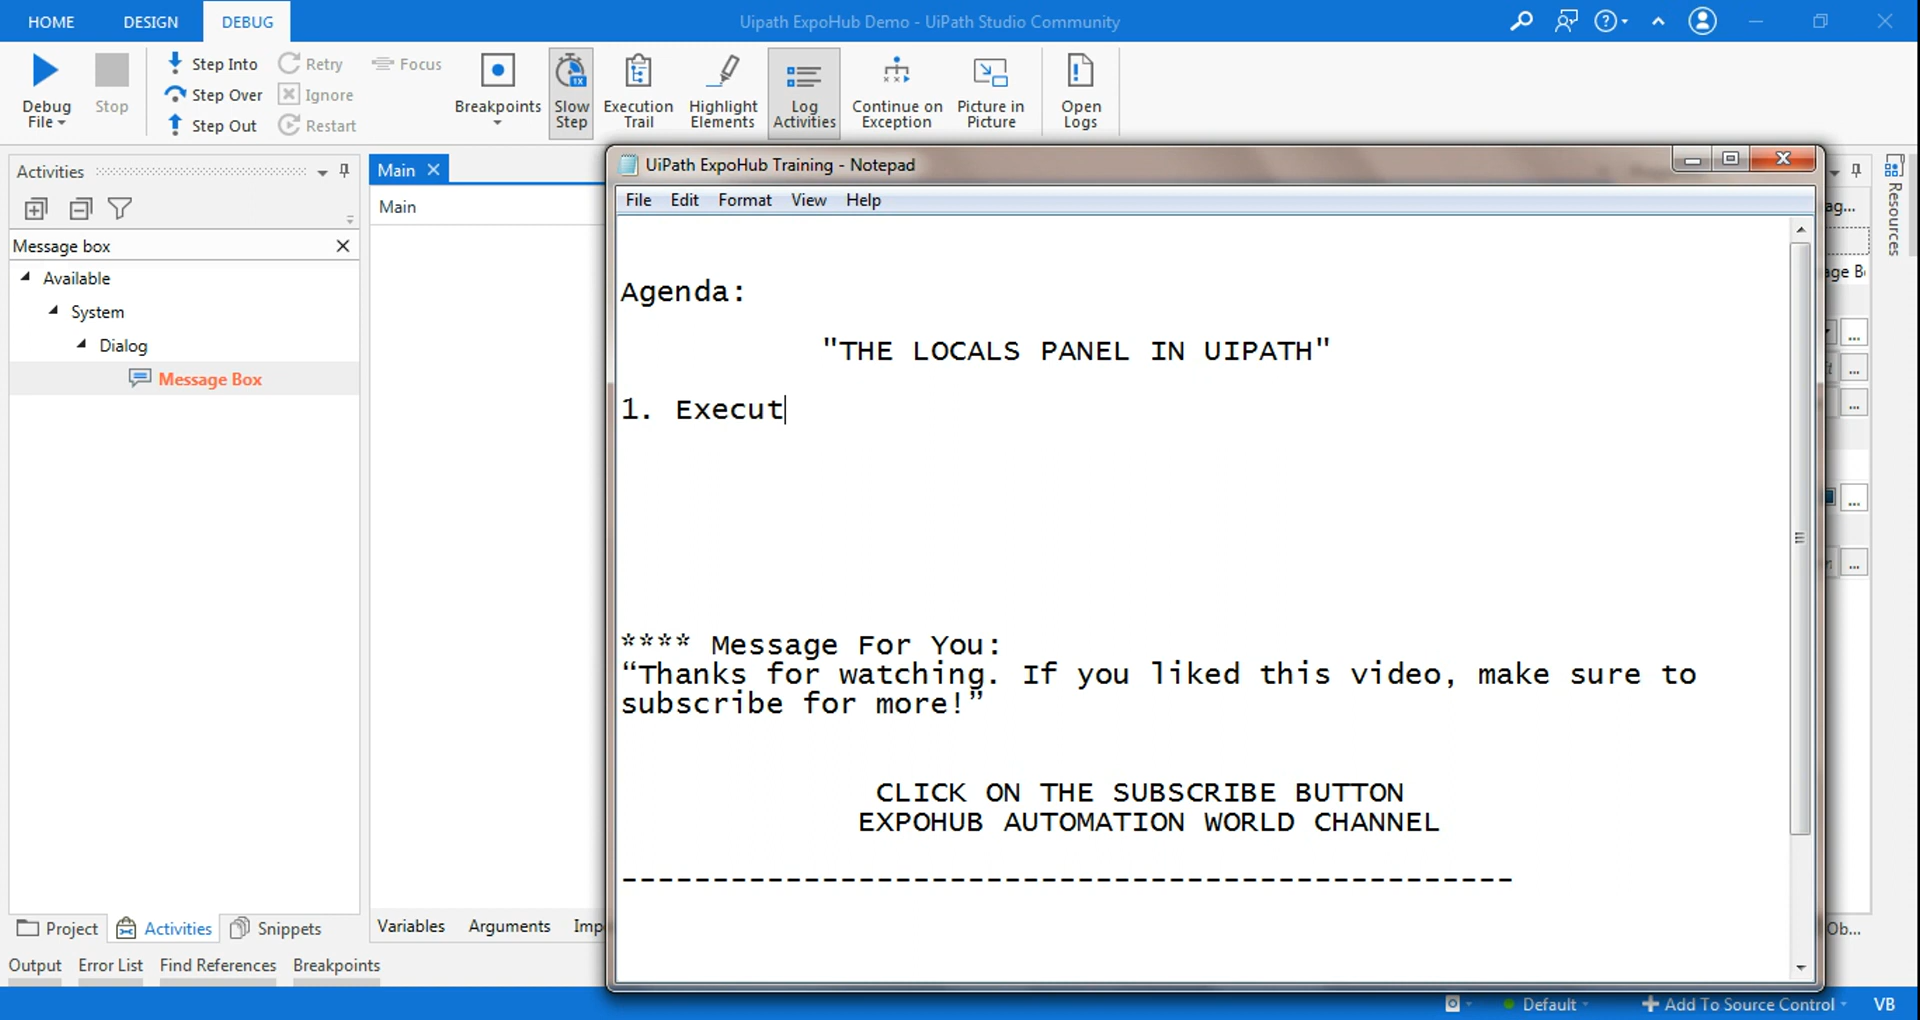 HOME DESIGN DEBUG Uipath ExpoHub Demo - UiPath Studio Community
Debug File
Stop
Step Into
Step Over
Step Out
Retry
Ignore
Restart
Focus
Breakpoints
Slow Step
Execution Trail
Highlight Elements
Log Activities
Continue on Exception
Picture in Picture
Open Logs
Activities
Message box
Available
System
Dialog
Message Box
Project Activities Snippets
Main
Main
Variables Arguments Imp
UiPath ExpoHub Training - Notepad
File Edit Format View Help
Agenda:
"THE LOCALS PANEL IN UIPATH"
1. Execut
**** Message For You:
“Thanks for watching. If you liked this video, make sure to
subscribe for more!”
CLICK ON THE SUBSCRIBE BUTTON
EXPOHUB AUTOMATION WORLD CHANNEL
-------------------------------------------------
ag...
age B
...
...
...
...
...
Ob...
Resources
Output Error List Find References Breakpoints
Default Add To Source Control VB